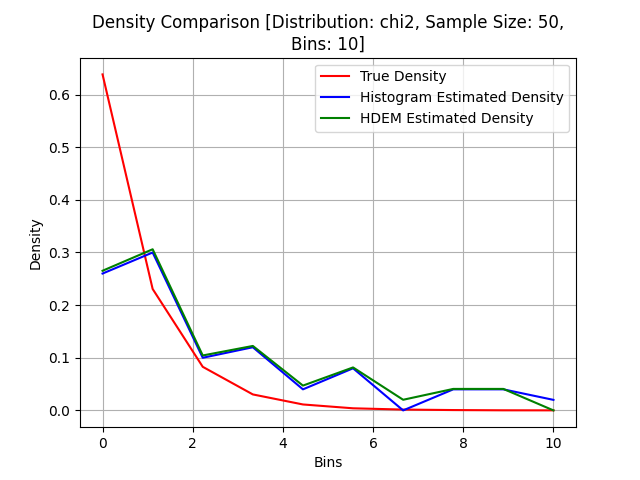 Density Comparison [Distribution: chi2, Sample Size: 50,
Bins: 10]
True Density
Histogram Estimated Density
HDEM Estimated Density
Density
0.6
0.5
0.4
0.3
0.2
0.1
0.0
0 2 4 6 8 10
Bins